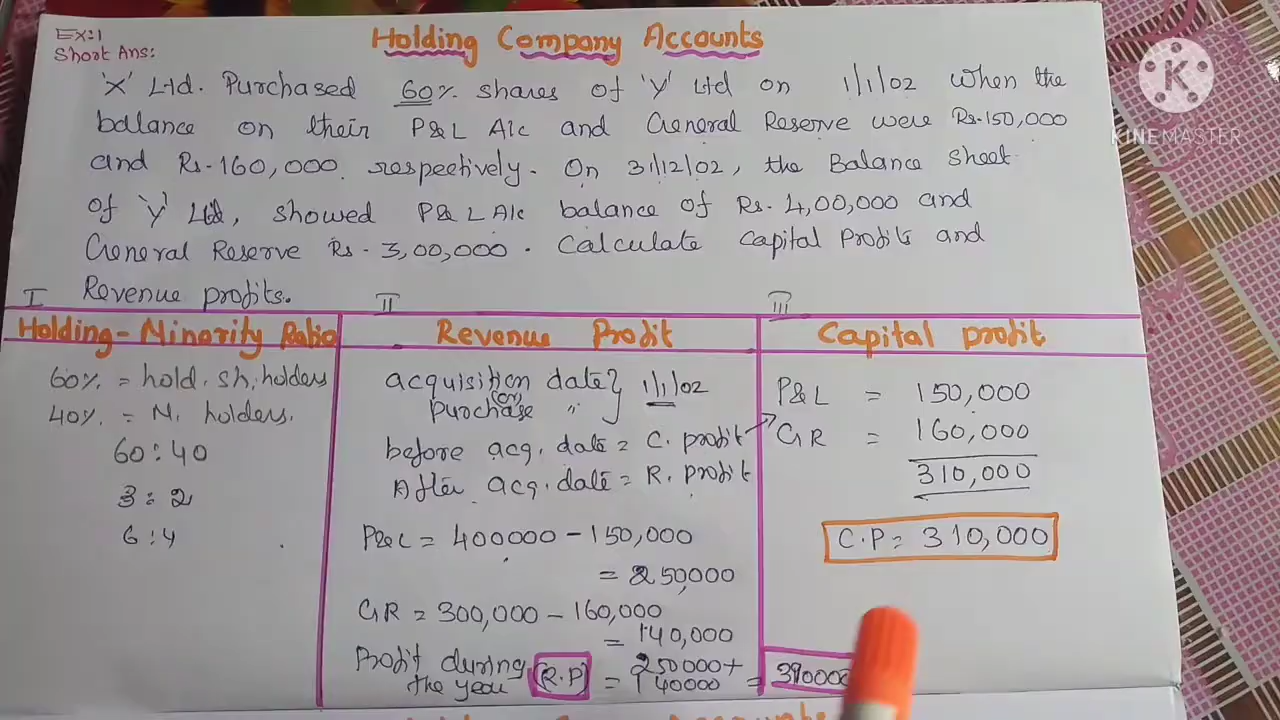 Ex:1
Short Ans:
Holding Company Accounts
'X' Ltd. Purchased 60% shares of 'Y' Ltd on 1/1/02 when the
balance on their P&L A/c and General Reserve were Rs.150,000
and Rs.160,000 respectively. On 31/12/02, the Balance Sheet
of 'Y' Ltd, showed P&L A/c balance of Rs. 4,00,000 and
General Reserve Rs. 3,00,000. Calculate Capital Profits and
Revenue profits.
I
Holding-Minority Ratio
60% = hold. sh. holders
40% = M. holders.
60:40
3:2
6:4
II
Revenue Profit
acquisition date} 1/1/02
(or)
purchase "
before acq. date = C. profit
After acq. date = R. profit
P&L = 400000 - 150,000
= 250,000
GR = 300,000 - 160,000
= 140,000
Profit during the year (R.P) = 250000+ 140000 = 390000
III
Capital profit
P&L = 150,000
GR = 160,000
310,000
C.P = 310,000
KINEMASTER
K